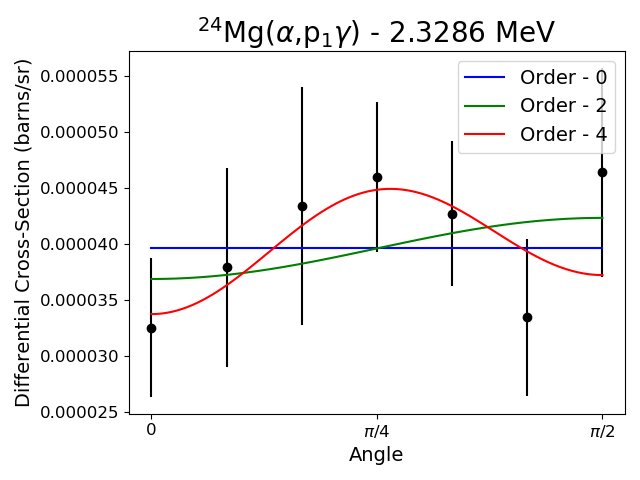 ²⁴Mg(α,p₁γ) - 2.3286 MeV
Differential Cross-Section (barns/sr)
0.000055
0.000050
0.000045
0.000040
0.000035
0.000030
0.000025
Order - 0
Order - 2
Order - 4
0 π/4 π/2
Angle